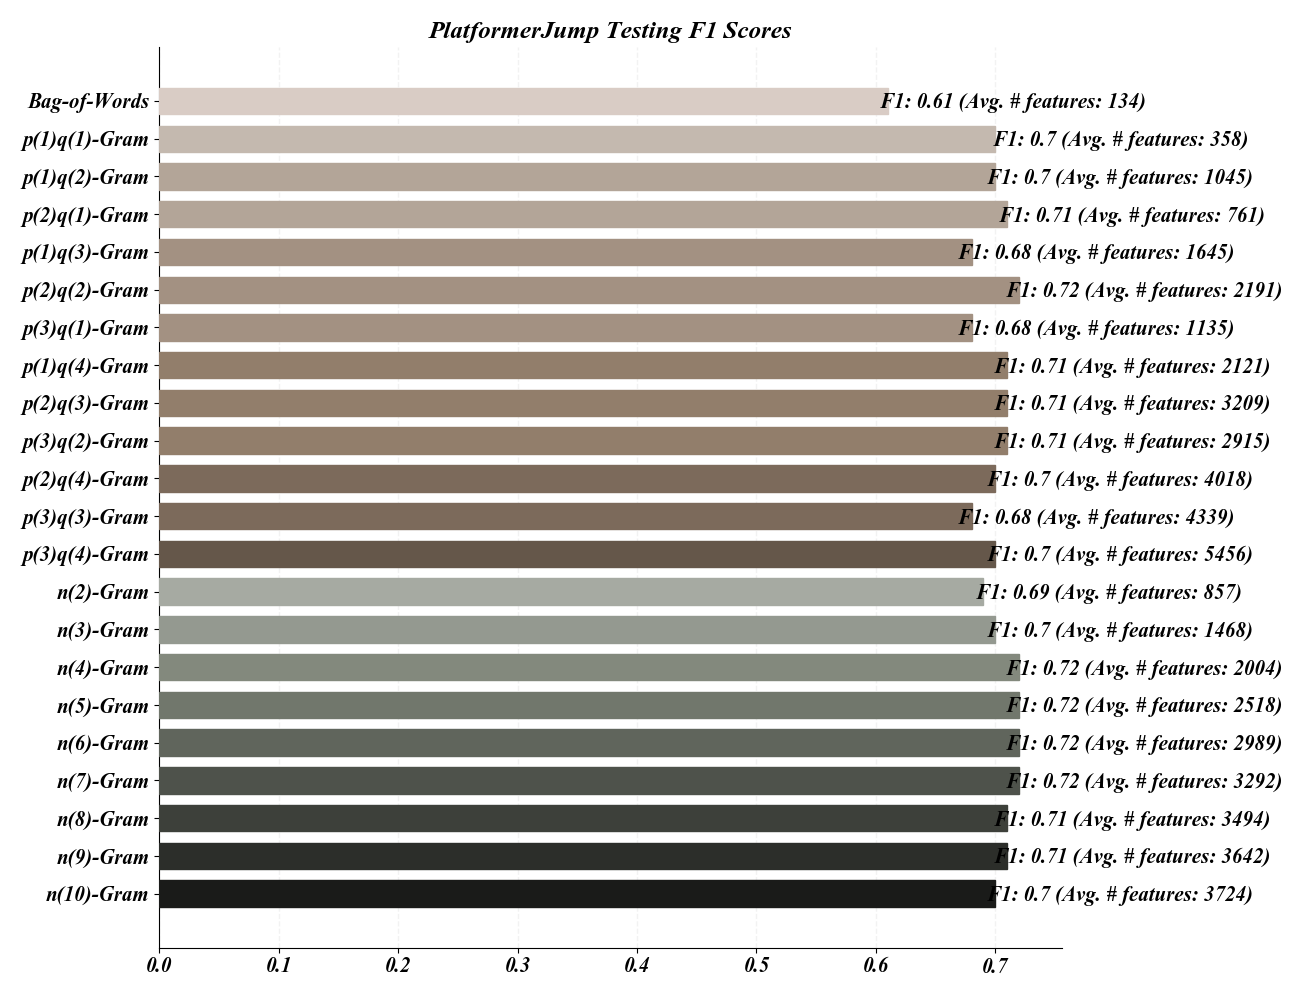 PlatformerJump Testing F1 Scores
Bag-of-Words F1: 0.61 (Avg. # features: 134)
p(1)q(1)-Gram F1: 0.7 (Avg. # features: 358)
p(1)q(2)-Gram F1: 0.7 (Avg. # features: 1045)
p(2)q(1)-Gram F1: 0.71 (Avg. # features: 761)
p(1)q(3)-Gram F1: 0.68 (Avg. # features: 1645)
p(2)q(2)-Gram F1: 0.72 (Avg. # features: 2191)
p(3)q(1)-Gram F1: 0.68 (Avg. # features: 1135)
p(1)q(4)-Gram F1: 0.71 (Avg. # features: 2121)
p(2)q(3)-Gram F1: 0.71 (Avg. # features: 3209)
p(3)q(2)-Gram F1: 0.71 (Avg. # features: 2915)
p(2)q(4)-Gram F1: 0.7 (Avg. # features: 4018)
p(3)q(3)-Gram F1: 0.68 (Avg. # features: 4339)
p(3)q(4)-Gram F1: 0.7 (Avg. # features: 5456)
n(2)-Gram F1: 0.69 (Avg. # features: 857)
n(3)-Gram F1: 0.7 (Avg. # features: 1468)
n(4)-Gram F1: 0.72 (Avg. # features: 2004)
n(5)-Gram F1: 0.72 (Avg. # features: 2518)
n(6)-Gram F1: 0.72 (Avg. # features: 2989)
n(7)-Gram F1: 0.72 (Avg. # features: 3292)
n(8)-Gram F1: 0.71 (Avg. # features: 3494)
n(9)-Gram F1: 0.71 (Avg. # features: 3642)
n(10)-Gram F1: 0.7 (Avg. # features: 3724)
0.0 0.1 0.2 0.3 0.4 0.5 0.6 0.7